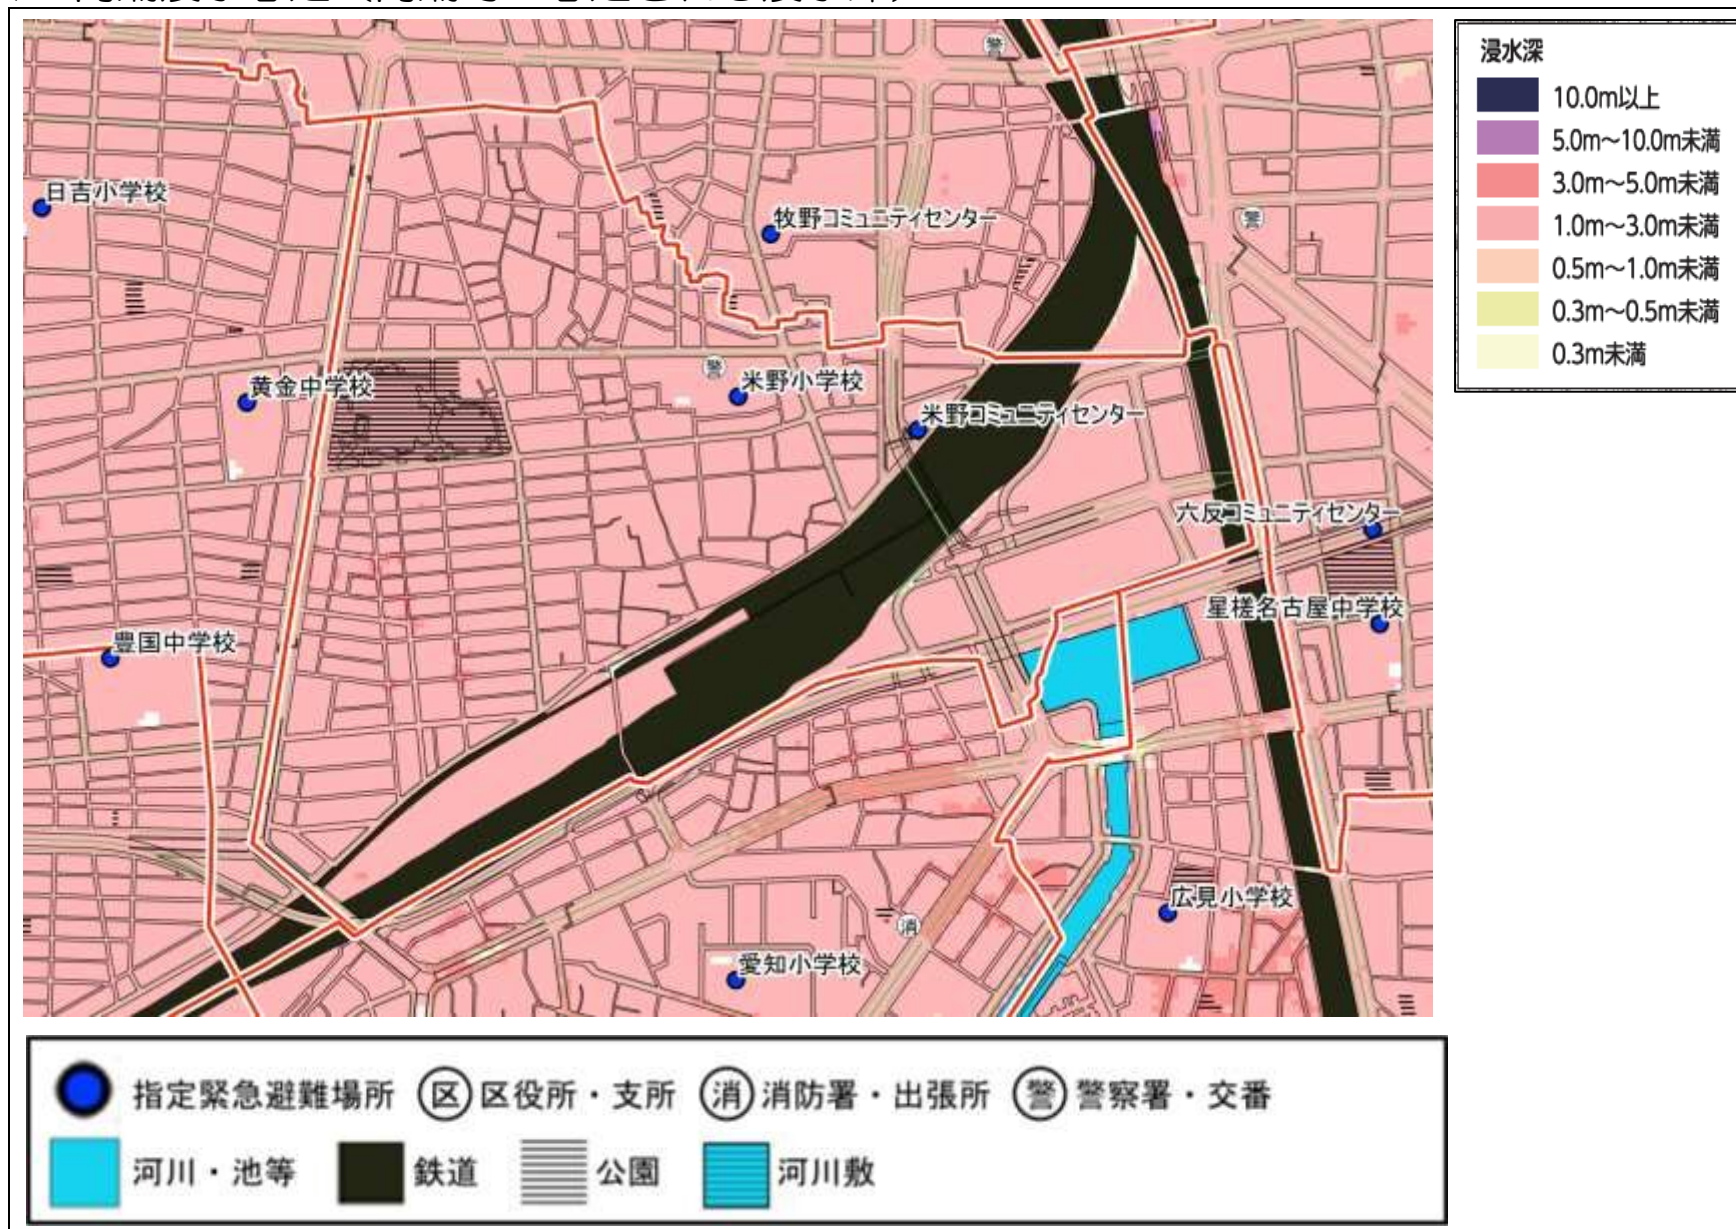 浸水深
10.0m以上
5.0m～10.0m未満
3.0m～5.0m未満
1.0m～3.0m未満
0.5m～1.0m未満
0.3m～0.5m未満
0.3m未満
警
日吉小学校
牧野コミュニティセンター
警
警
黄金中学校
米野小学校
米野コミュニティセンター
六反コミュニティセンター
星槎名古屋中学校
豊国中学校
広見小学校
消
愛知小学校
指定緊急避難場所 区 区役所・支所 消 消防署・出張所 警 警察署・交番
河川・池等 鉄道 公園 河川敷